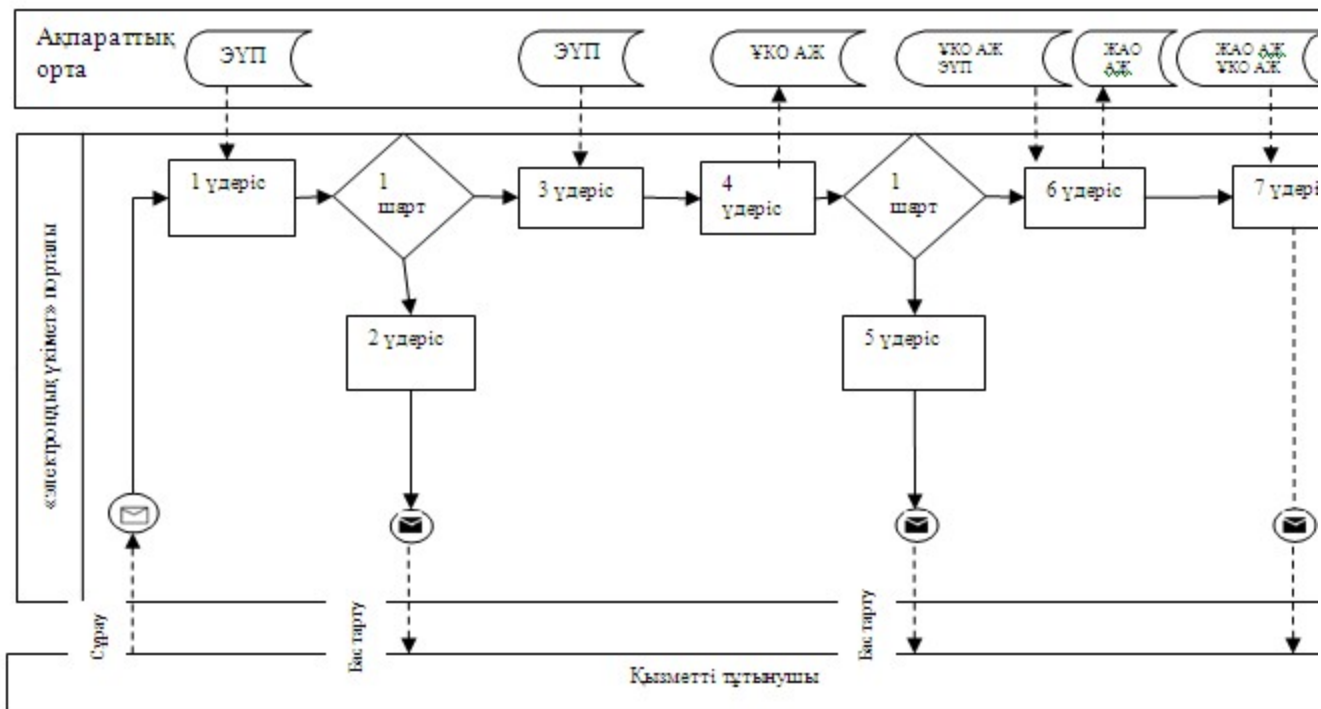 Ақпараттық
орта
ЭҮП
ЭҮП
ҰКО АЖ
ҰКО АЖ
ЭҮП
ЖАО
АЖ
ЖАО АЖ
ҰКО АЖ
«электрондық үкімет» порталы
1 үдеріс
1
шарт
3 үдеріс
4
үдеріс
1
шарт
6 үдеріс
7 үдері
2 үдеріс
5 үдеріс
Сұрау
Бас тарту
Бас тарту
Қызметті тұтынушы